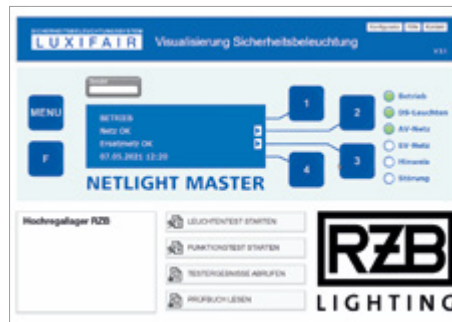 SICHERHEITSBELEUCHTUNGSSYSTEM
LUXIFAIR
Visualisierung Sicherheitsbeleuchtung
Konfiguration
Kontakt
MENU
F
BETRIEB
Netz OK
Ersatznetz OK
07.05.2021 12:20
1
2
3
4
Betrieb
DS-Leuchten
AV-Netz
SV-Netz
Hinweis
Störung
NETLIGHT MASTER
Hochregallager RZB
LEUCHTENTEST STARTEN
FUNKTIONSTEST STARTEN
TESTERGEBNISSE ABRUFEN
PRÜFBUCH LESEN
RZB
LIGHTING